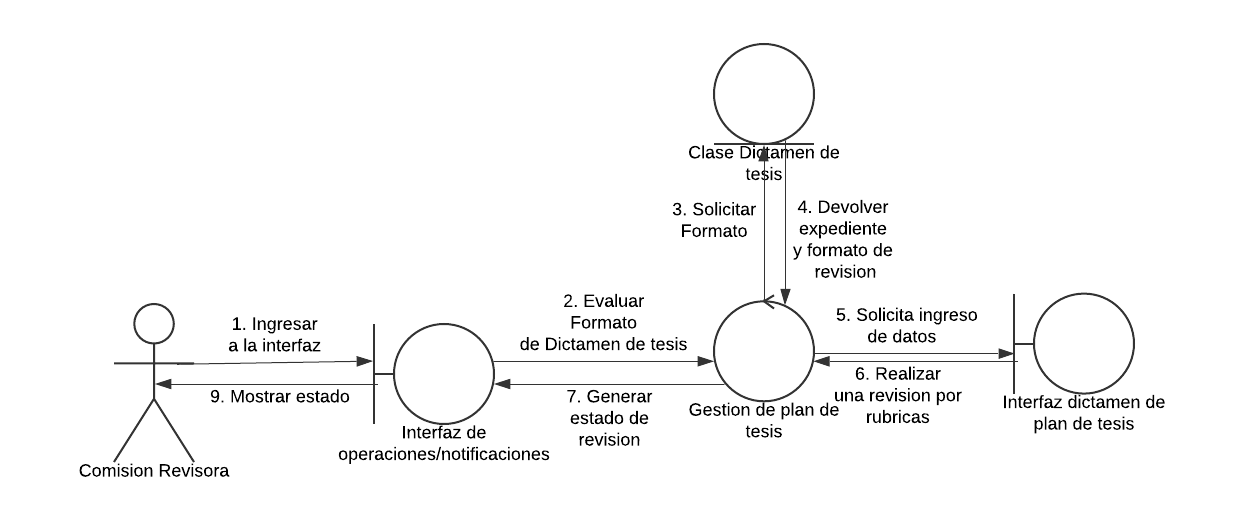 Clase Dictamen de
tesis
3. Solicitar
Formato
4. Devolver
expediente
y formato de
revision
1. Ingresar
a la interfaz
2. Evaluar
Formato
de Dictamen de tesis
5. Solicita ingreso
de datos
9. Mostrar estado
7. Generar
estado de
revision
6. Realizar
una revision por
rubricas
Comision Revisora
Interfaz de
operaciones/notificaciones
Gestion de plan de
tesis
Interfaz dictamen de
plan de tesis